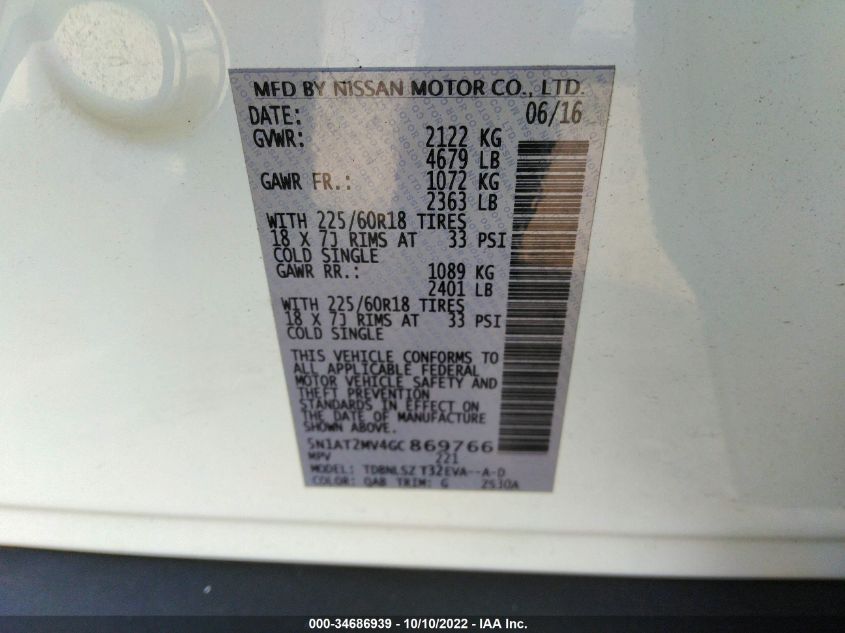 MFD BY NISSAN MOTOR CO., LTD.
DATE: 06/16
GVWR: 2122 KG
4679 LB
GAWR FR.: 1072 KG
2363 LB
WITH 225/60R18 TIRES
18 X 7J RIMS AT 33 PSI
COLD SINGLE
GAWR RR.: 1089 KG
2401 LB
WITH 225/60R18 TIRES
18 X 7J RIMS AT 33 PSI
COLD SINGLE
THIS VEHICLE CONFORMS TO
ALL APPLICABLE FEDERAL
MOTOR VEHICLE SAFETY AND
THEFT PREVENTION
STANDARDS IN EFFECT ON
THE DATE OF MANUFACTURE
SHOWN ABOVE.
5N1AT2MV4GC869766
MPV 221
MODEL: TDBNLSZ T32EVA--A-D
COLOR: QAB TRIM: G 2530A
000-34686939 - 10/10/2022 - IAA Inc.